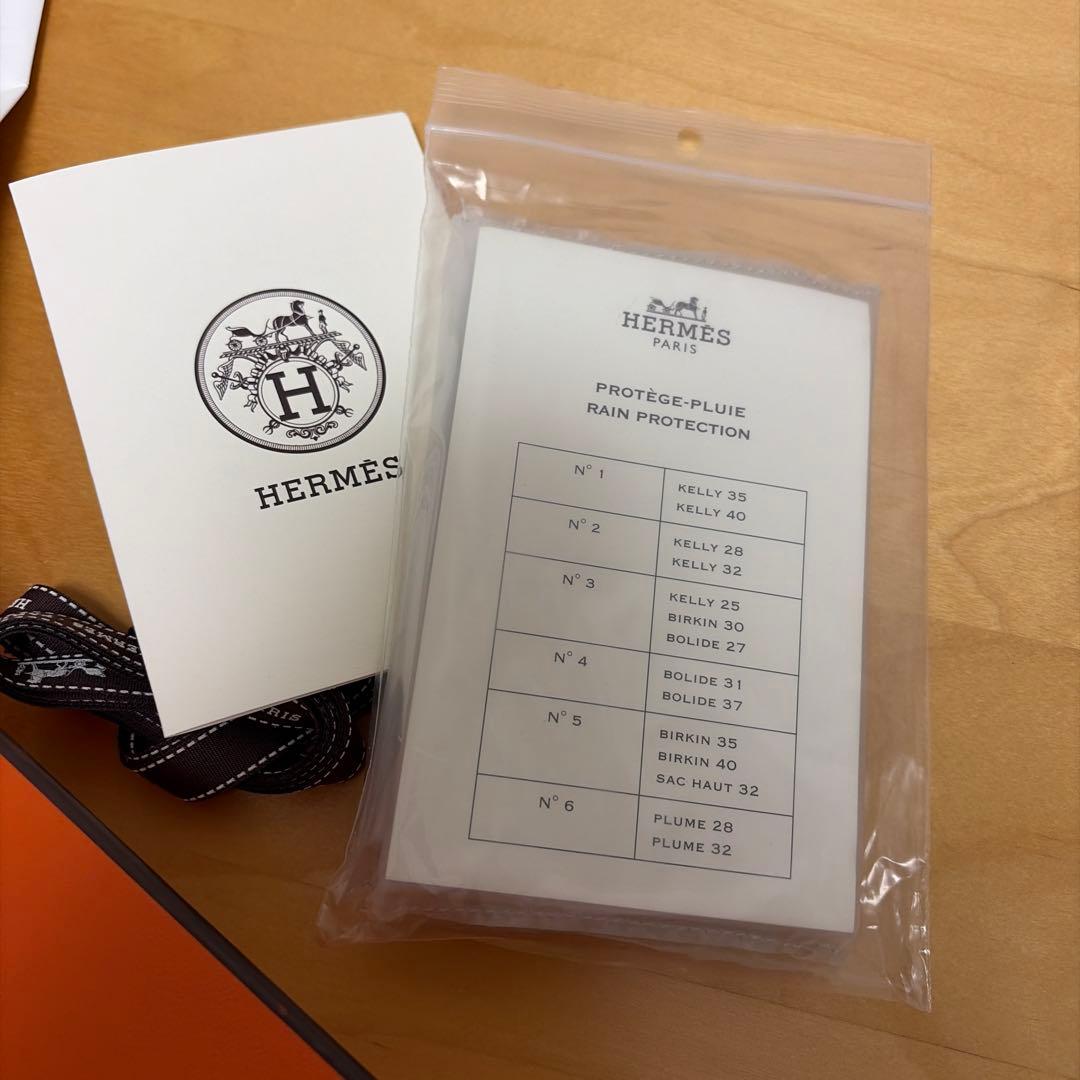 H
HERMÈS
HERMÈS
PARIS
PROTÈGE-PLUIE
RAIN PROTECTION
N° 1
KELLY 35
KELLY 40
N° 2
KELLY 28
KELLY 32
N° 3
KELLY 25
BIRKIN 30
BOLIDE 27
N° 4
BOLIDE 31
BOLIDE 37
N° 5
BIRKIN 35
BIRKIN 40
SAC HAUT 32
N° 6
PLUME 28
PLUME 32
HERMÈS